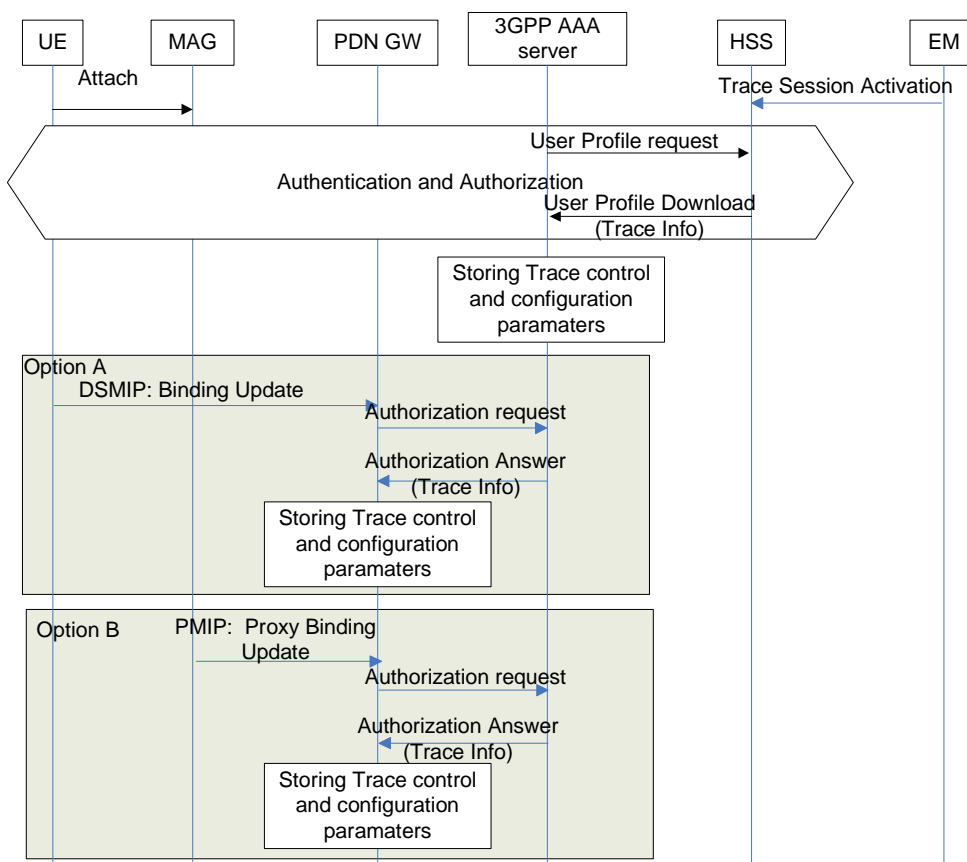 UE
MAG
PDN GW
3GPP AAA
server
HSS
EM
Attach
Trace Session Activation
User Profile request
Authentication and Authorization
User Profile Download
(Trace Info)
Storing Trace control
and configuration
paramaters
Option A
DSMIP: Binding Update
Authorization request
Authorization Answer
(Trace Info)
Storing Trace control
and configuration
paramaters
Option B
PMIP:  Proxy Binding
Update
Authorization request
Authorization Answer
(Trace Info)
Storing Trace control
and configuration
paramaters